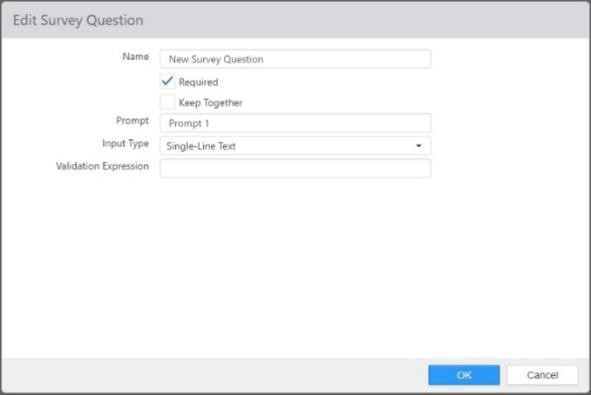 Edit Survey Question
Name New Survey Question
Required
Keep Together
Prompt Prompt 1
Input Type Single-Line Text
Validation Expression
OK Cancel